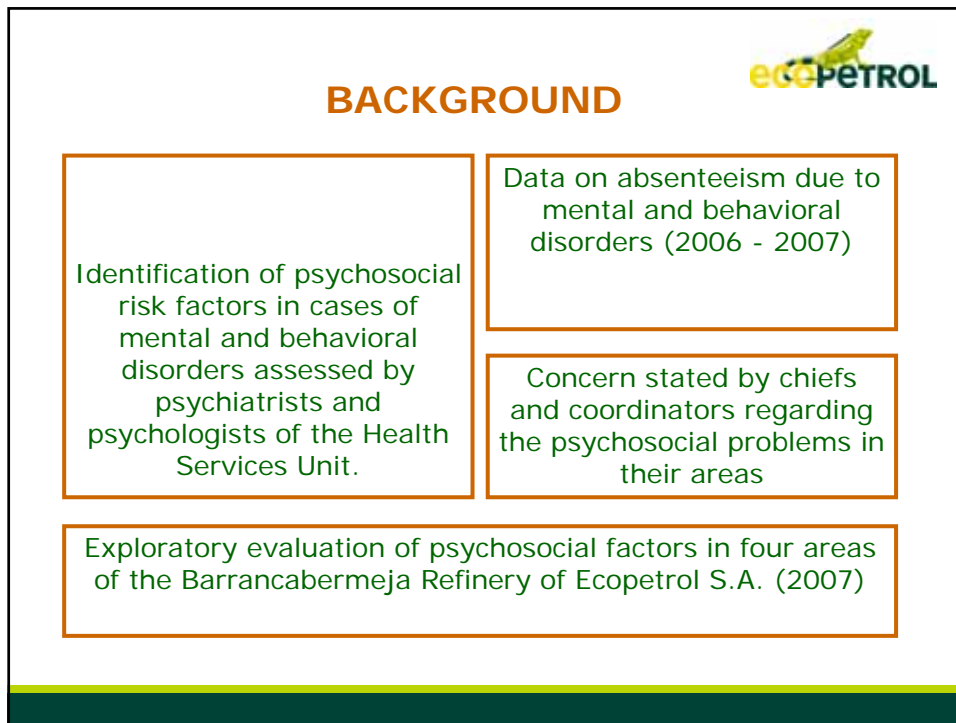 ecopetrol
BACKGROUND
Identification of psychosocial
risk factors in cases of
mental and behavioral
disorders assessed by
psychiatrists and
psychologists of the Health
Services Unit.
Data on absenteeism due to
mental and behavioral
disorders (2006 - 2007)
Concern stated by chiefs
and coordinators regarding
the psychosocial problems in
their areas
Exploratory evaluation of psychosocial factors in four areas
of the Barrancabermeja Refinery of Ecopetrol S.A. (2007)